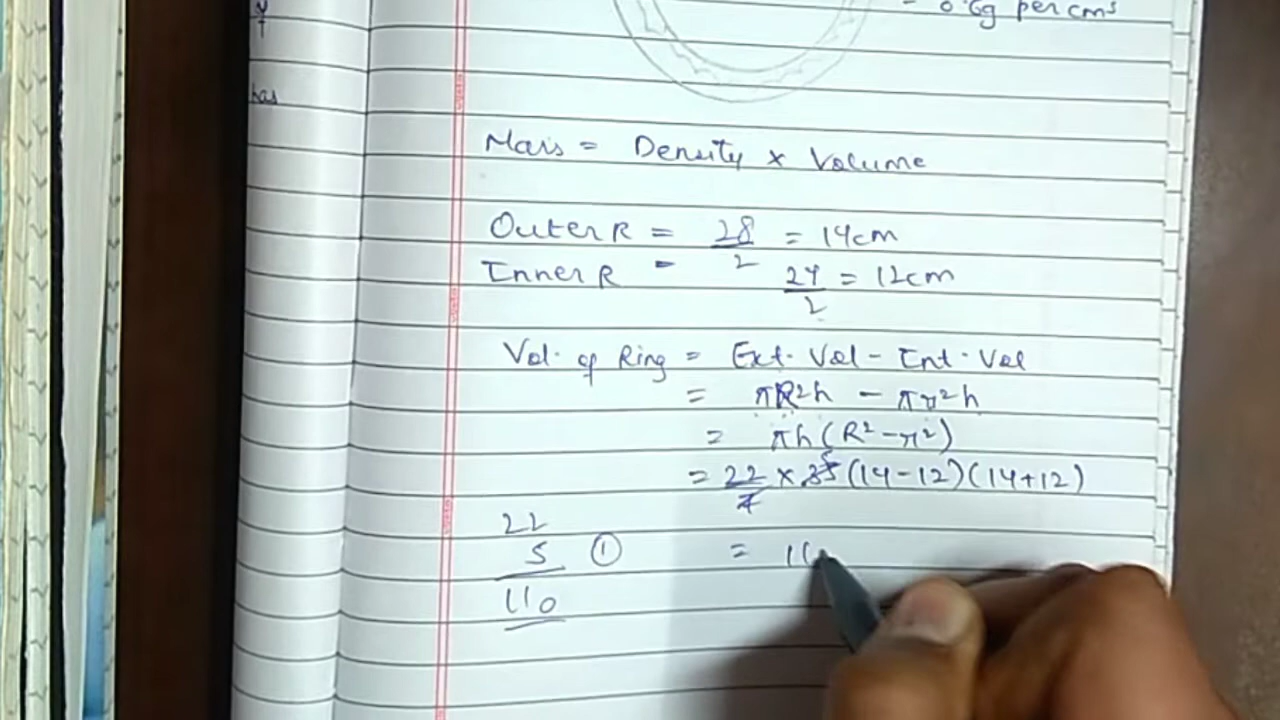 = 0.6g per cm³
has
Mass = Density × Volume
Outer R = 28/2 = 14cm
Inner R = 24/2 = 12cm
Vol. of Ring = Ext. Vol - Int. Vol
= πR²h - πr²h
= πh(R²-r²)
= 22/7 × 35 (14-12)(14+12)
22
5 ①
110
= 11